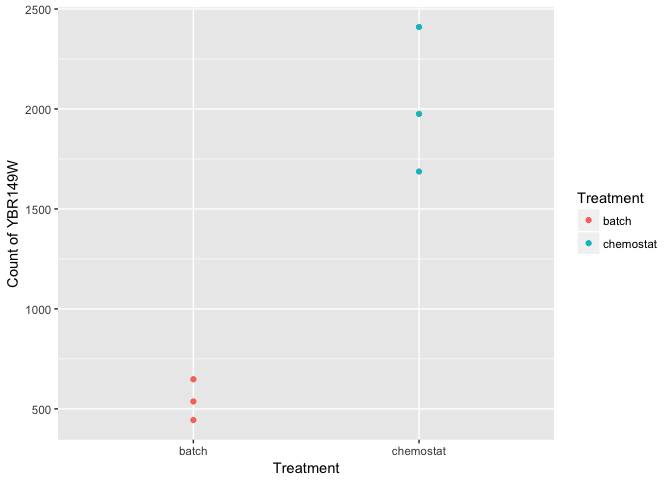 2500
2000
1500
1000
500
Count of YBR149W
batch
chemostat
Treatment
Treatment
batch
chemostat